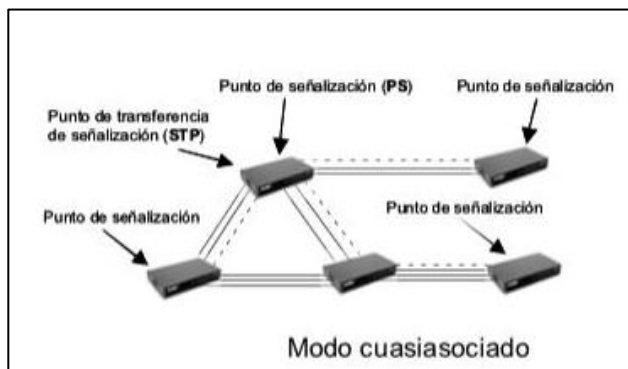 Punto de señalización (PS)
Punto de señalización
Punto de transferencia
de señalización (STP)
Punto de señalización
Punto de señalización
Modo cuasiasociado